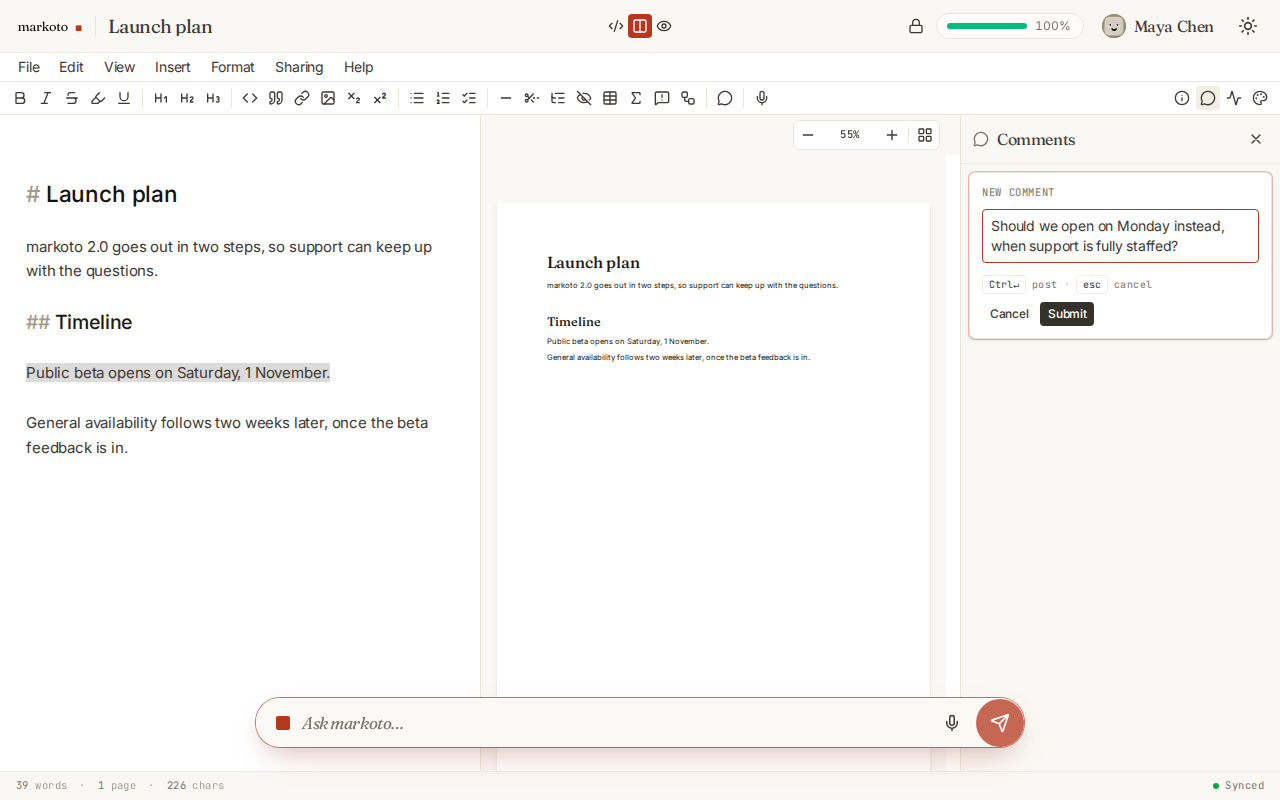 markoto
Launch plan
100%
Maya Chen
File Edit View Insert Format Sharing Help
H1 H2 H3
55%
# Launch plan
markoto 2.0 goes out in two steps, so support can keep up
with the questions.
## Timeline
Public beta opens on Saturday, 1 November.
General availability follows two weeks later, once the beta
feedback is in.
Launch plan
markoto 2.0 goes out in two steps, so support can keep up with the questions.
Timeline
Public beta opens on Saturday, 1 November.
General availability follows two weeks later, once the beta feedback is in.
Comments
NEW COMMENT
Should we open on Monday instead,
when support is fully staffed?
Ctrl↵ post · esc cancel
Cancel Submit
Ask markoto...
39 words · 1 page · 226 chars
Synced